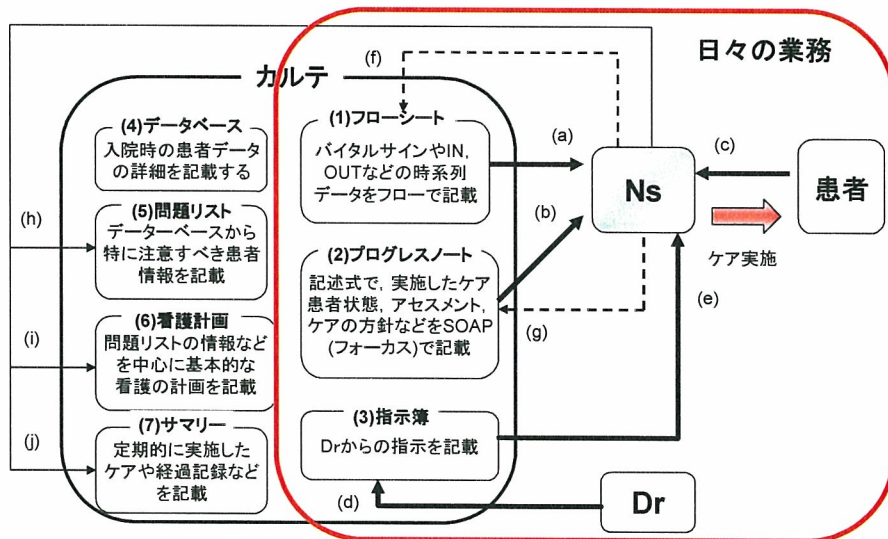 日々の業務
カルテ
(f)
(4)データベース
入院時の患者データ
の詳細を記載する
(1)フローシート
バイタルサインやIN,
OUTなどの時系列
データをフローで記載
(a)
(c)
Ns
患者
ケア実施
(h)
(5)問題リスト
データーベースから
特に注意すべき患者
情報を記載
(b)
(2)プログレスノート
記述式で, 実施したケア
患者状態, アセスメント,
ケアの方針などをSOAP
(フォーカス)で記載
(e)
(g)
(i)
(6)看護計画
問題リストの情報など
を中心に基本的な
看護の計画を記載
(j)
(7)サマリー
定期的に実施した
ケアや経過記録など
を記載
(3)指示簿
Drからの指示を記載
(d)
Dr